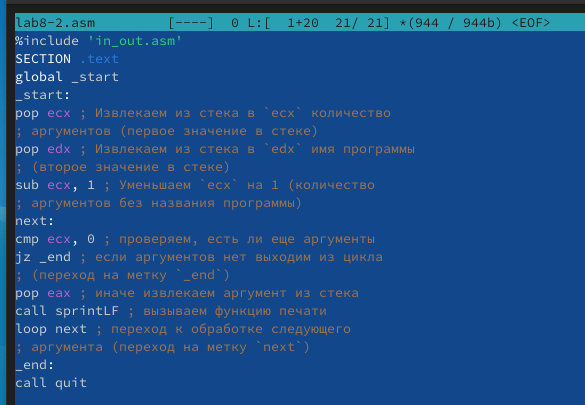 lab8-2.asm [----] 0 L:[ 1+20 21/ 21] *(944 / 944b) <EOF>
%include 'in_out.asm'
SECTION .text
global _start
_start:
pop ecx ; Извлекаем из стека в `ecx` количество
; аргументов (первое значение в стеке)
pop edx ; Извлекаем из стека в `edx` имя программы
; (второе значение в стеке)
sub ecx, 1 ; Уменьшаем `ecx` на 1 (количество
; аргументов без названия программы)
next:
cmp ecx, 0 ; проверяем, есть ли еще аргументы
jz _end ; если аргументов нет выходим из цикла
; (переход на метку `_end`)
pop eax ; иначе извлекаем аргумент из стека
call sprintLF ; вызываем функцию печати
loop next ; переход к обработке следующего
; аргумента (переход на метку `next`)
_end:
call quit